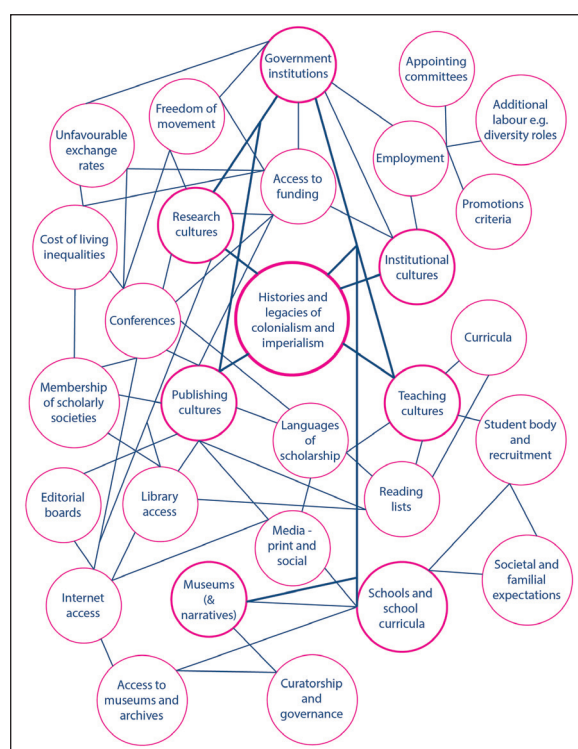 Government
institutions
Appointing
committees
Freedom of
movement
Additional
labour e.g.
diversity roles
Unfavourable
exchange
rates
Employment
Access to
funding
Promotions
criteria
Research
cultures
Cost of living
inequalities
Institutional
cultures
Histories and
legacies of
colonialism and
imperialism
Conferences
Curricula
Membership
of scholarly
societies
Publishing
cultures
Teaching
cultures
Languages of
scholarship
Student body
and
recruitment
Editorial
boards
Library
access
Reading
lists
Media -
print and
social
Societal and
familial
expectations
Internet
access
Museums
(&
narratives)
Schools and
school
curricula
Access to
museums and
archives
Curatorship
and
governance